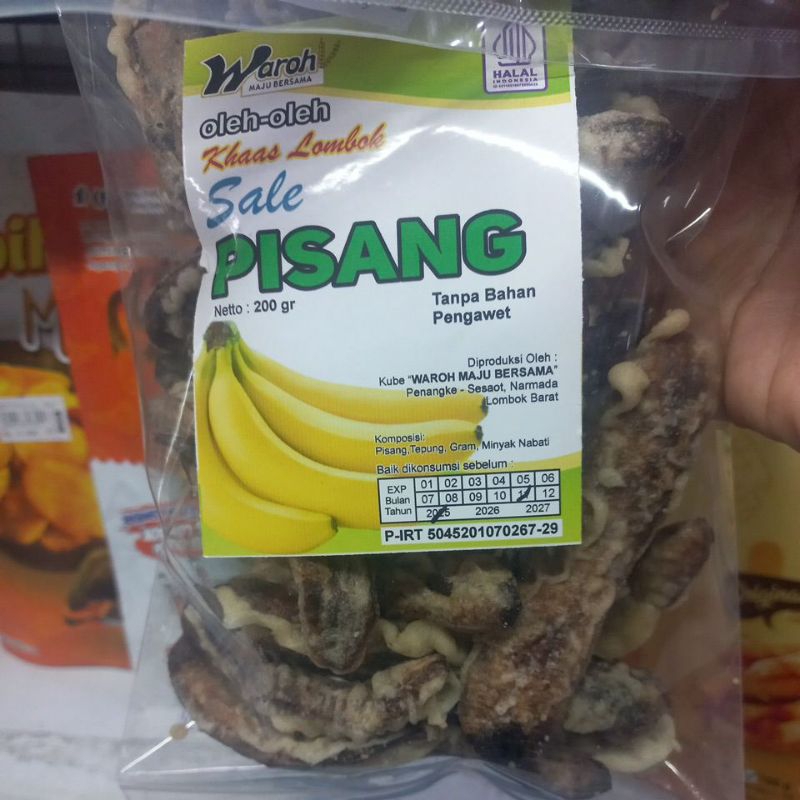 Waroh
MAJU BERSAMA
HALAL
INDONESIA
oleh-oleh
Khaas Lombok
Sale
PISANG
Netto : 200 gr
Tanpa Bahan
Pengawet
Diproduksi Oleh :
Kube "WAROH MAJU BERSAMA"
Penangke - Sesaot, Narmada
Lombok Barat
Komposisi:
Pisang,Tepung, Gram, Minyak Nabati
Baik dikonsumsi sebelum :
EXP 01 02 03 04 05 06
Bulan 07 08 09 10 11 12
Tahun 2025 2026 2027
P-IRT 5045201070267-29